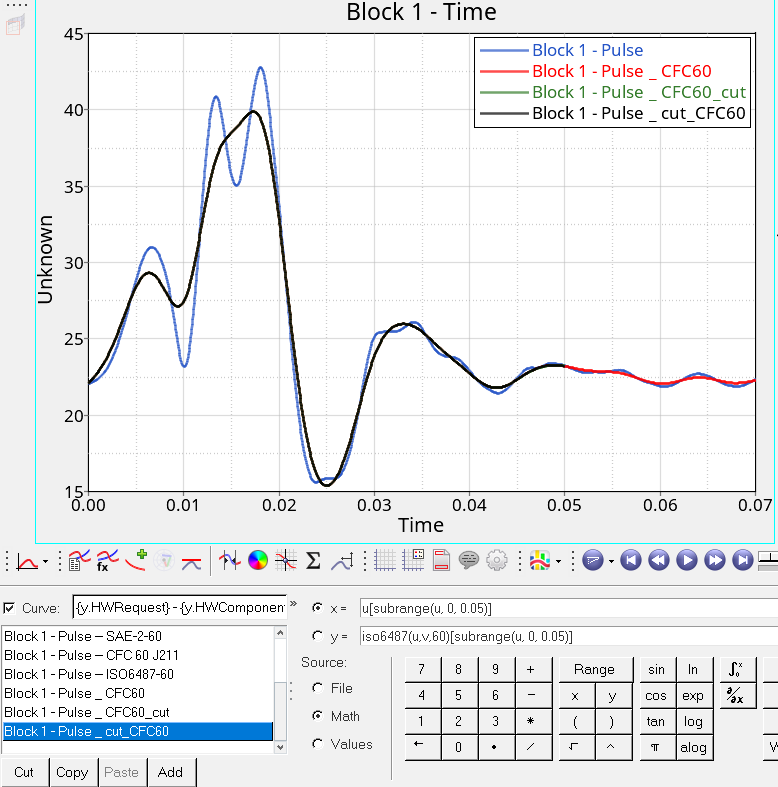 Block 1 - Time
Block 1 - Pulse
Block 1 - Pulse _ CFC60
Block 1 - Pulse _ CFC60_cut
Block 1 - Pulse _ cut_CFC60
45
40
35
30
25
20
15
Unknown
0.00 0.01 0.02 0.03 0.04 0.05 0.06 0.07
Time
fx
Σ
Curve: {y.HWRequest} - {y.HWComponen » x = u[subrange(u, 0, 0.05)]
y = iso6487(u,v,60)[subrange(u, 0, 0.05)]
Block 1 - Pulse – SAE-2-60
Block 1 - Pulse – CFC 60 J211
Block 1 - Pulse – ISO6487-60
Block 1 - Pulse _ CFC60
Block 1 - Pulse _ CFC60_cut
Block 1 - Pulse _ cut_CFC60
Cut Copy Paste Add
Source:
File
Math
Values
7 8 9 + Range sin ln
4 5 6 – x y cos exp
1 2 3 * ( ) tan log
← 0 • / √ ^ π alog